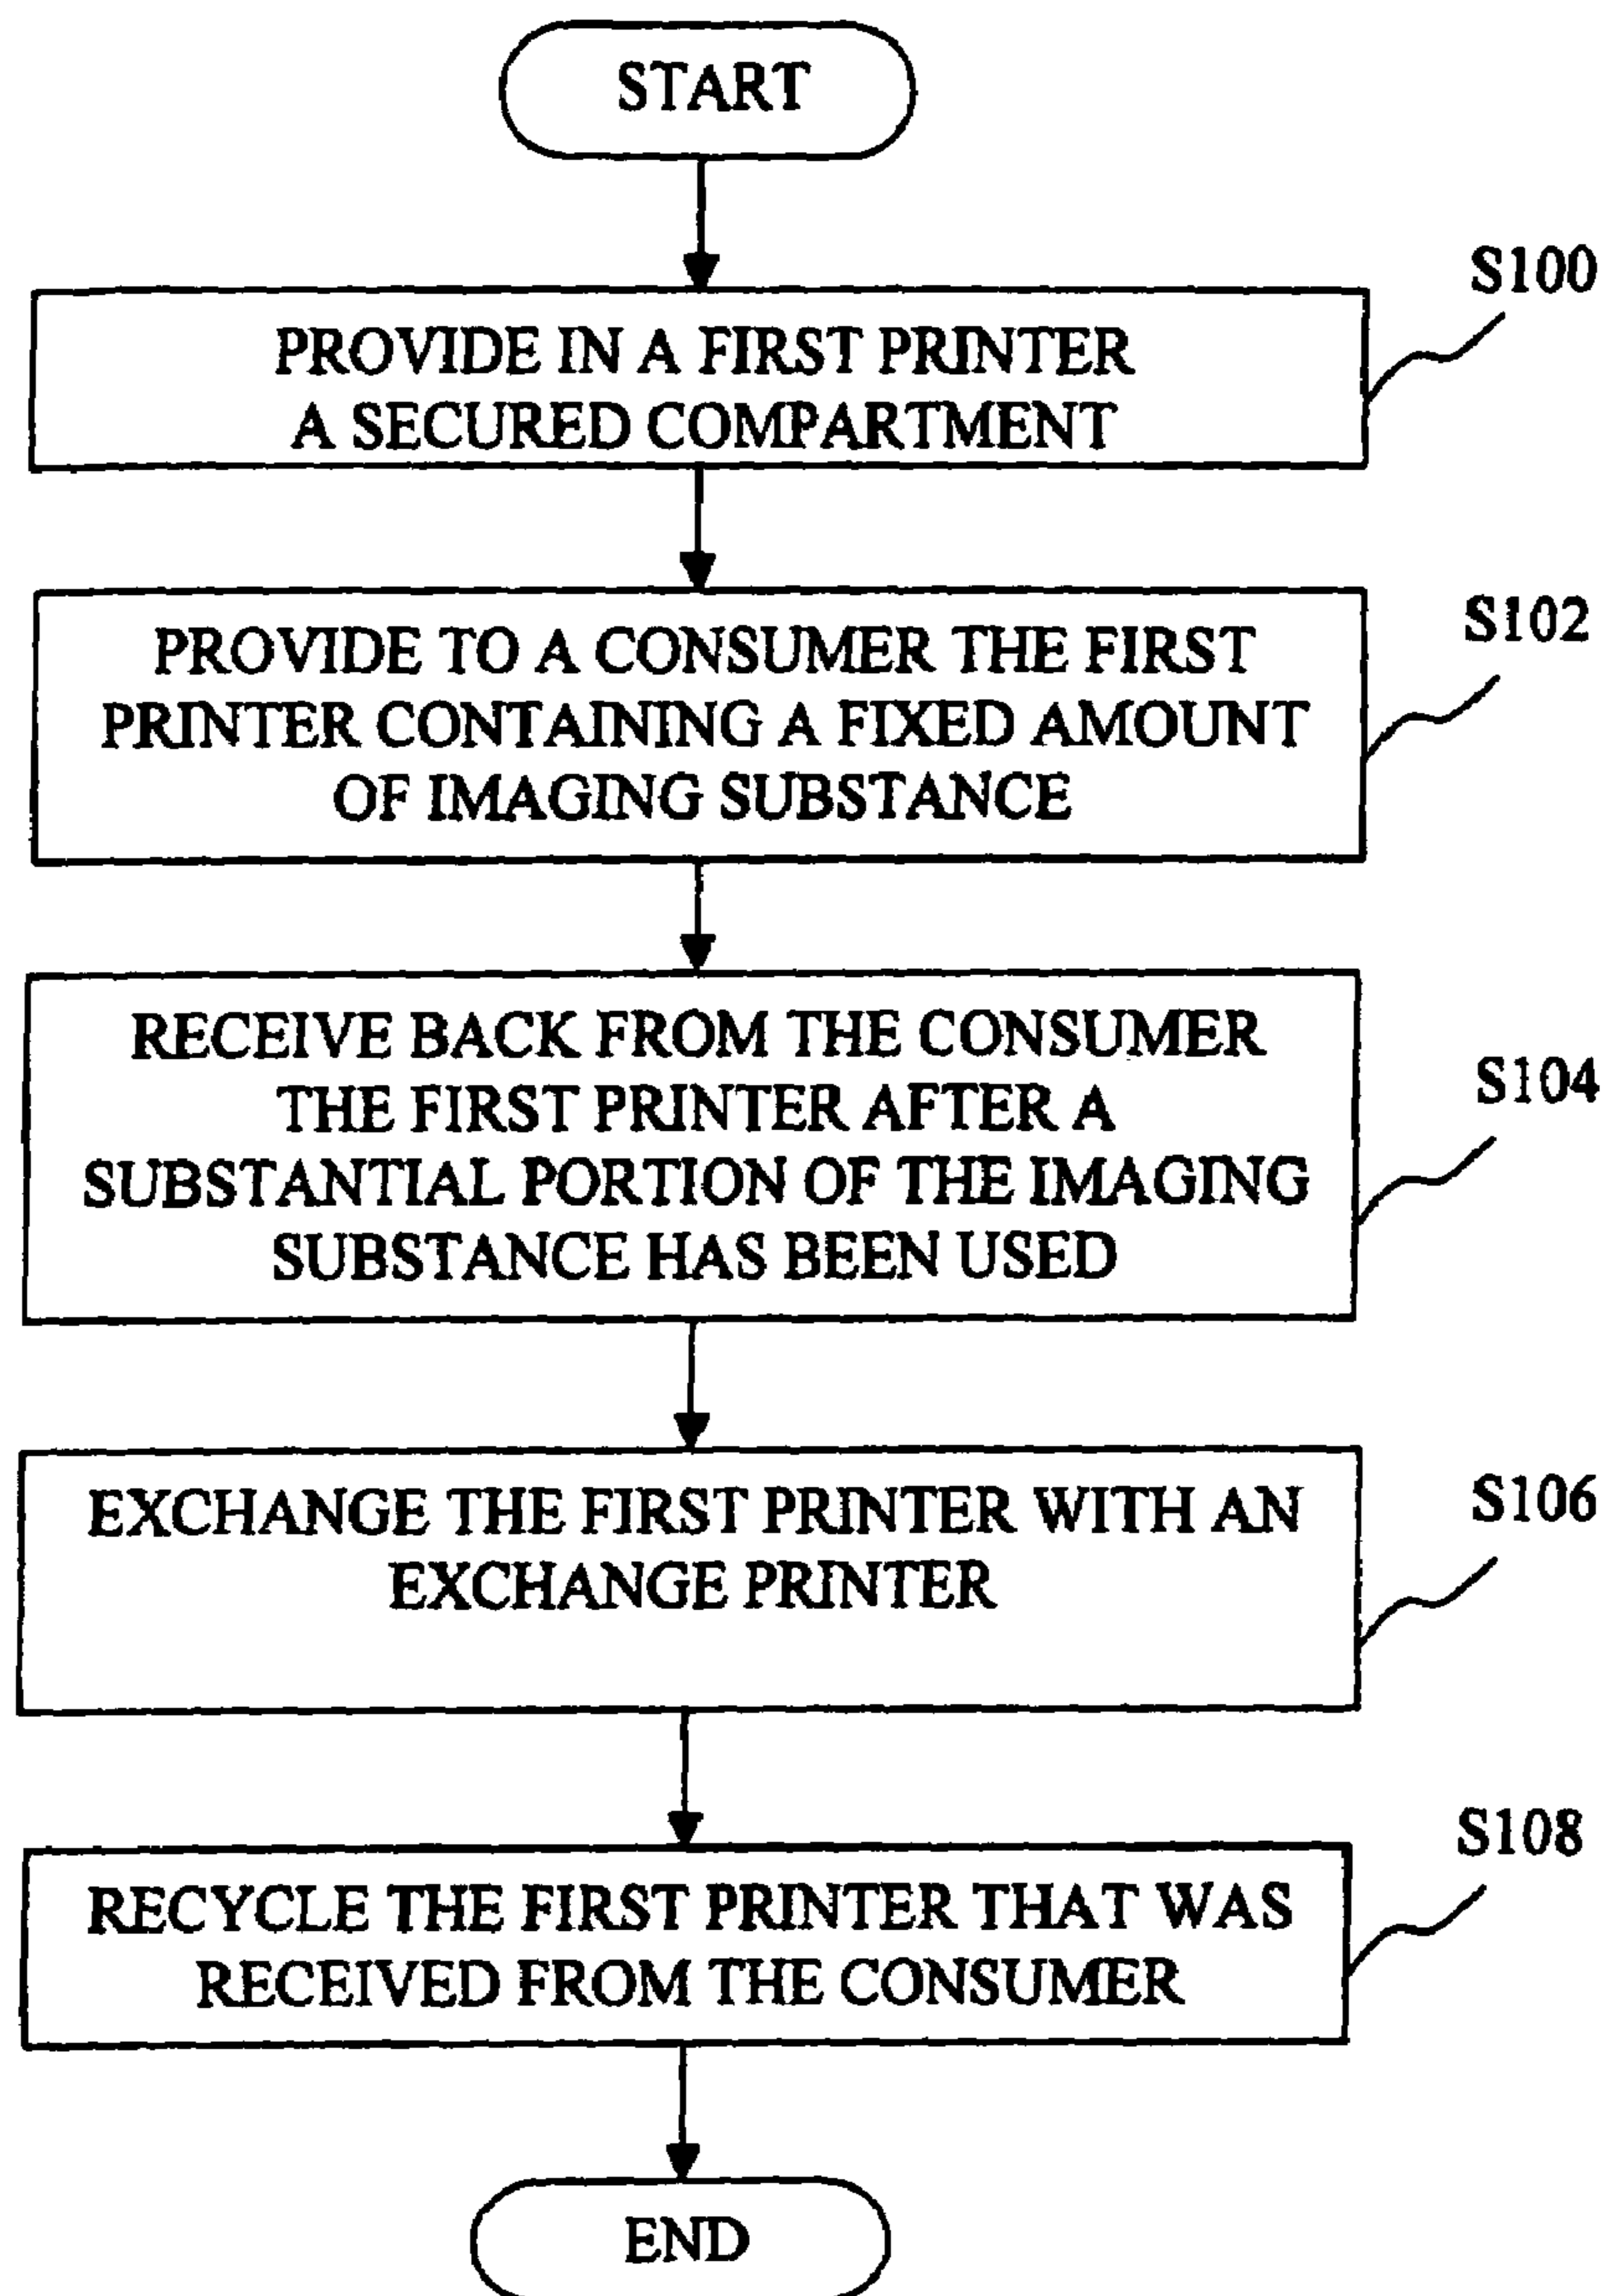 START
S100
PROVIDE IN A FIRST PRINTER
A SECURED COMPARTMENT
S102
PROVIDE TO A CONSUMER THE FIRST
PRINTER CONTAINING A FIXED AMOUNT
OF IMAGING SUBSTANCE
RECEIVE BACK FROM THE CONSUMER
THE FIRST PRINTER AFTER A
SUBSTANTIAL PORTION OF THE IMAGING
SUBSTANCE HAS BEEN USED
S104
EXCHANGE THE FIRST PRINTER WITH AN
EXCHANGE PRINTER
S106
S108
RECYCLE THE FIRST PRINTER THAT WAS
RECEIVED FROM THE CONSUMER
END